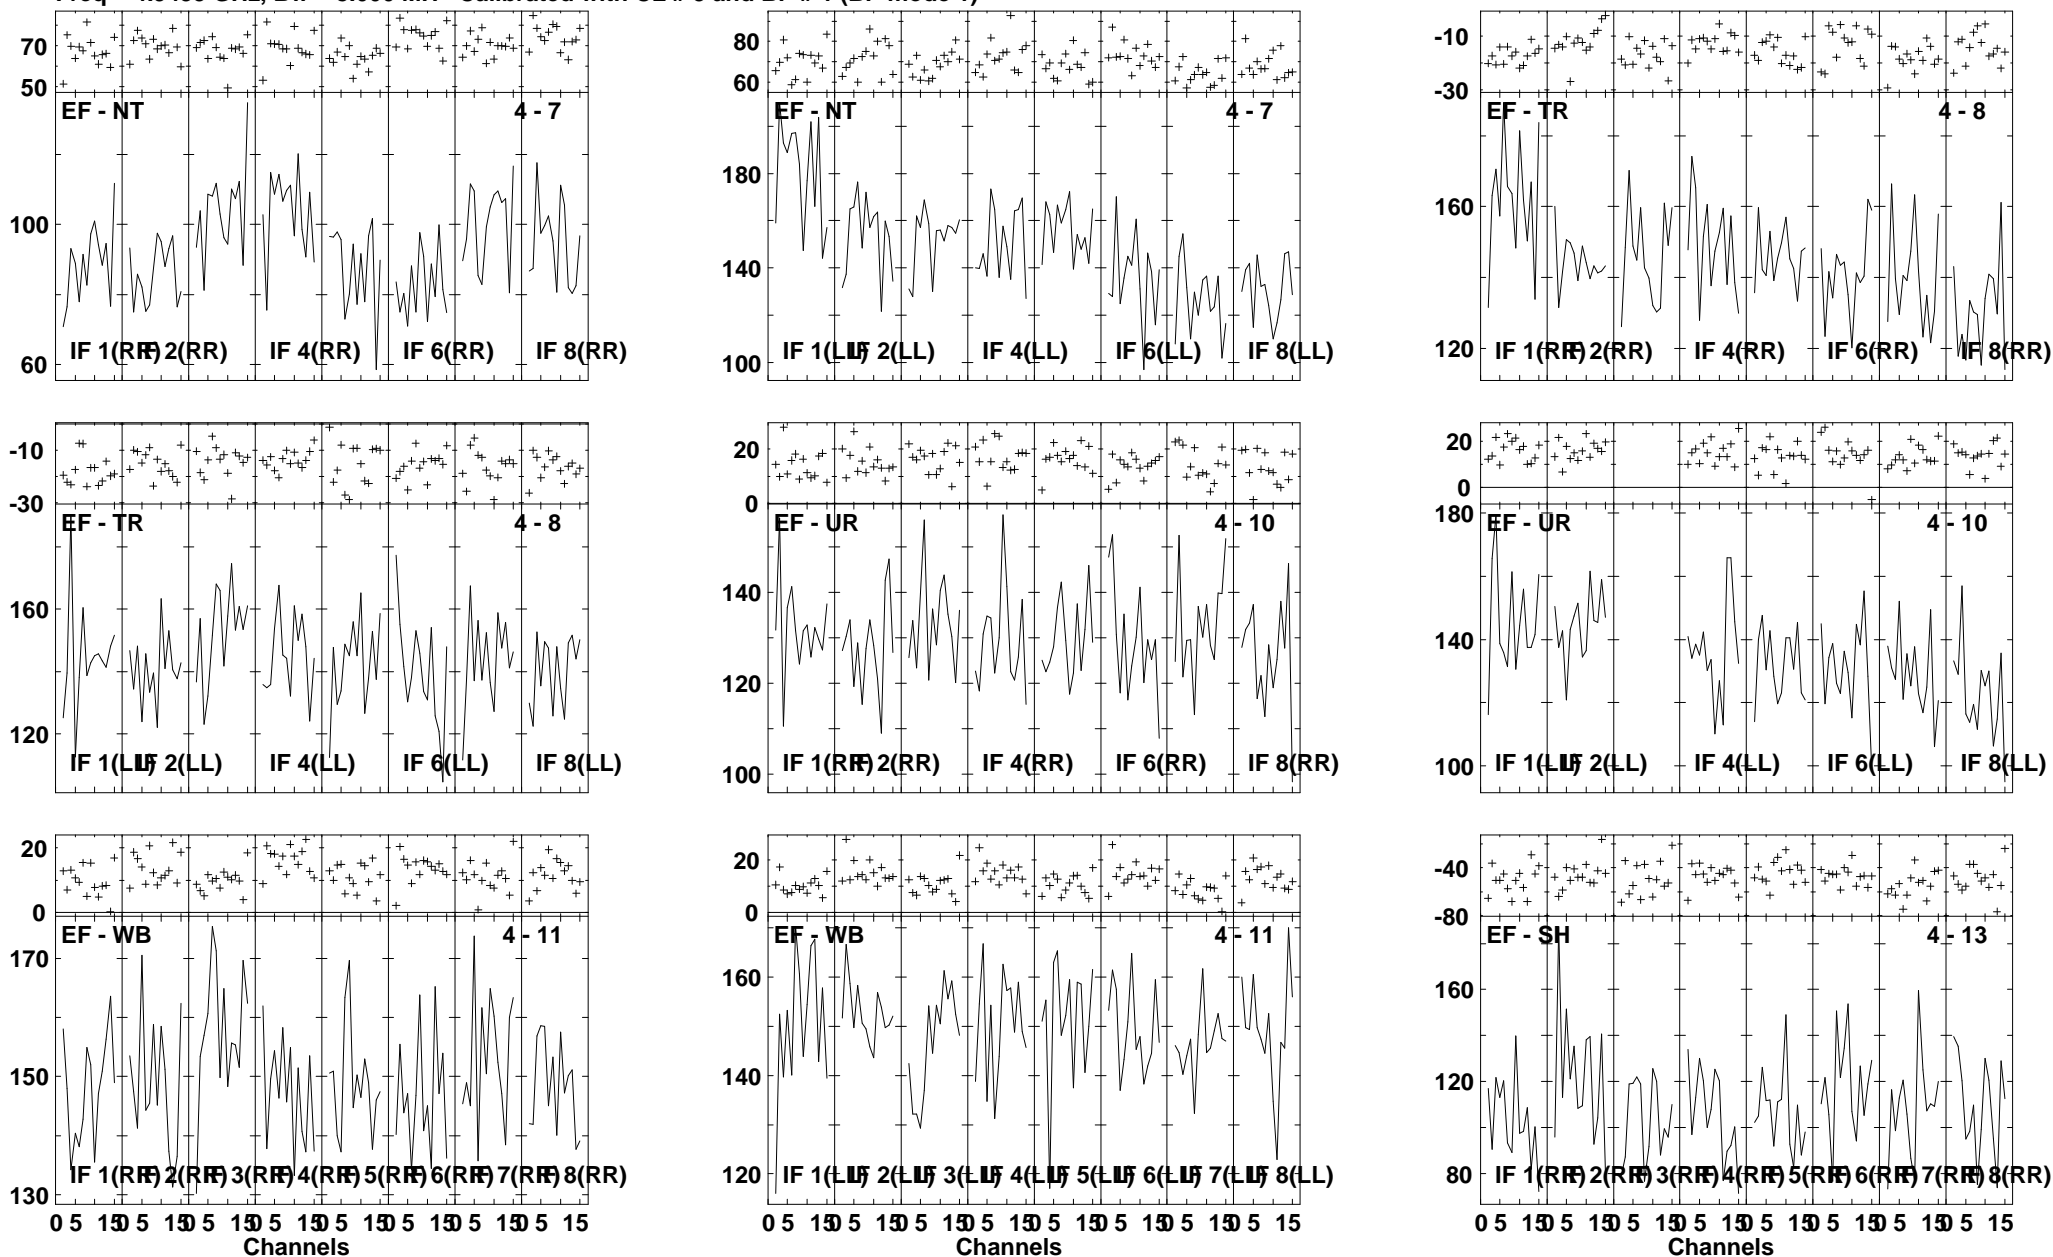 70
50
EF - NT 4 - 7
100
60
IF 1(RR) IF 2(RR) IF 4(RR) IF 6(RR) IF 8(RR)
80
60
EF - NT 4 - 7
180
140
100
IF 1(LL) IF 2(LL) IF 4(LL) IF 6(LL) IF 8(LL)
-10
-30
EF - TR 4 - 8
160
120
IF 1(RR) IF 2(RR) IF 4(RR) IF 6(RR) IF 8(RR)
-10
-30
EF - TR 4 - 8
160
120
IF 1(LL) IF 2(LL) IF 4(LL) IF 6(LL) IF 8(LL)
20
0
EF - UR 4 - 10
140
120
100
IF 1(RR) IF 2(RR) IF 4(RR) IF 6(RR) IF 8(RR)
20
0
180
EF - UR 4 - 10
140
100
IF 1(LL) IF 2(LL) IF 4(LL) IF 6(LL) IF 8(LL)
20
0
EF - WB 4 - 11
170
150
130
IF 1(RR) IF 2(RR) IF 3(RR) IF 4(RR) IF 5(RR) IF 6(RR) IF 7(RR) IF 8(RR)
0 5 15 0 5 15 0 5 15 0 5 15 0 5 15 0 5 15 0 5 15 0 5 15
Channels
20
0
EF - WB 4 - 11
160
140
120
IF 1(LL) IF 2(LL) IF 3(LL) IF 4(LL) IF 5(LL) IF 6(LL) IF 7(LL) IF 8(LL)
0 5 15 0 5 15 0 5 15 0 5 15 0 5 15 0 5 15 0 5 15 0 5 15
Channels
-40
-80
EF - SH 4 - 13
160
120
80
IF 1(RR) IF 2(RR) IF 3(RR) IF 4(RR) IF 5(RR) IF 6(RR) IF 7(RR) IF 8(RR)
0 5 15 0 5 15 0 5 15 0 5 15 0 5 15 0 5 15 0 5 15 0 5 15
Channels